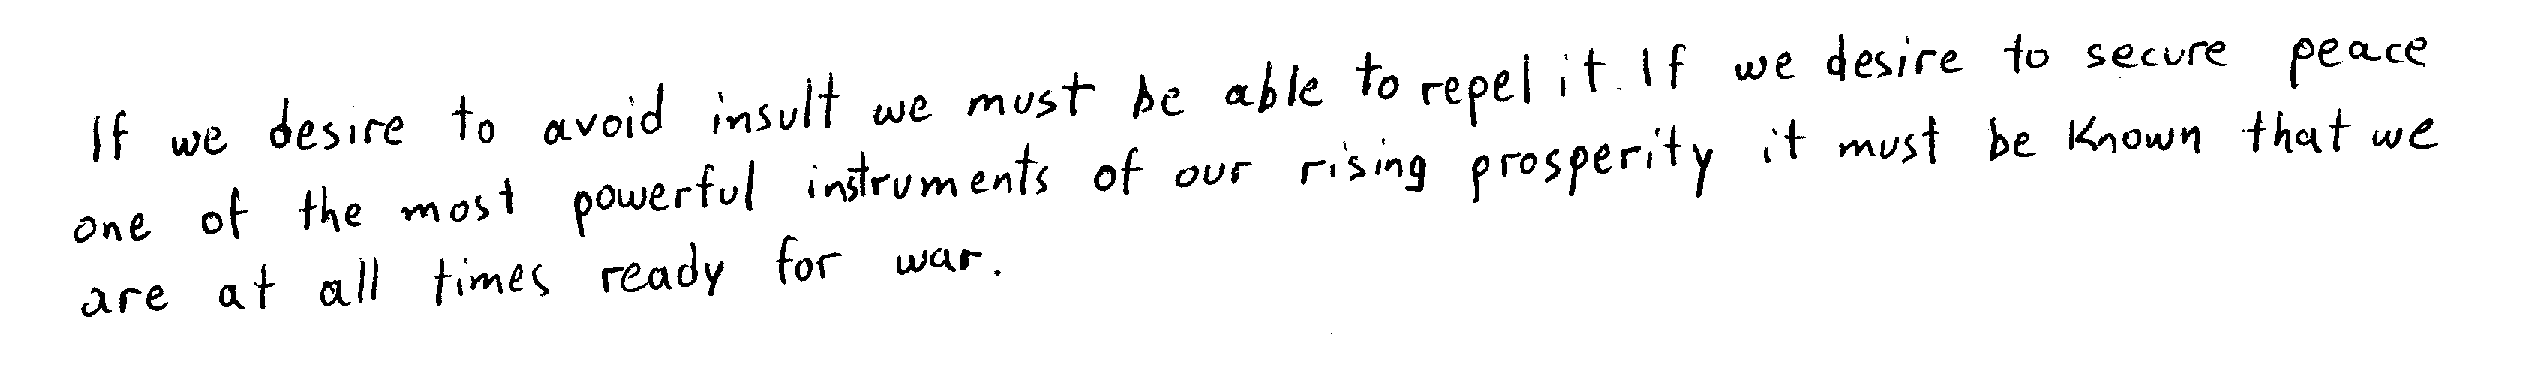 If we desire to avoid insult we must be able to repel it. If we desire to secure peace
one of the most powerful instruments of our rising prosperity it must be known that we
are at all times ready for war.